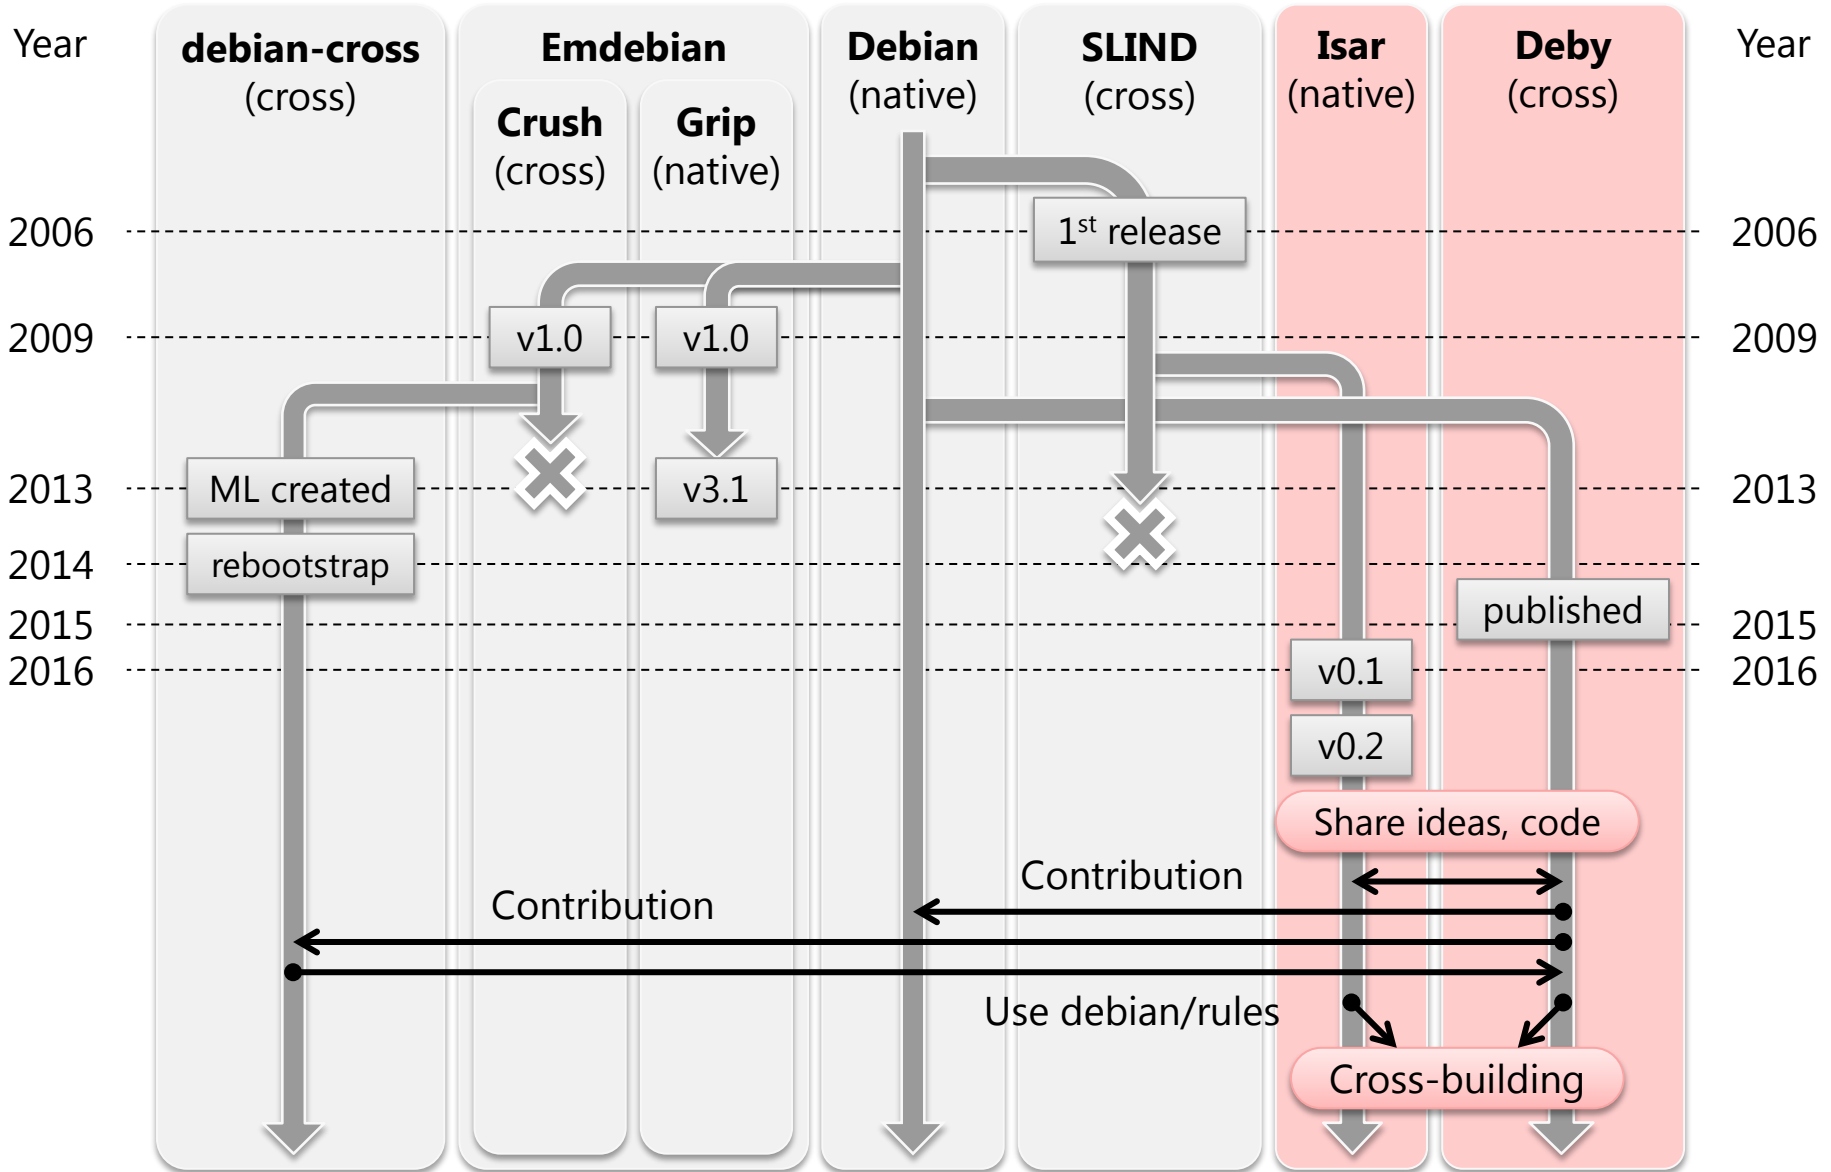 Year
debian-cross
(cross)
Emdebian
Crush
(cross)
Grip
(native)
Debian
(native)
SLIND
(cross)
Isar
(native)
Deby
(cross)
Year
2006
1st release
2006
2009
v1.0
v1.0
2009
2013
ML created
v3.1
2013
2014
rebootstrap
published
2015
2015
2016
v0.1
2016
v0.2
Share ideas, code
Contribution
Contribution
Use debian/rules
Cross-building